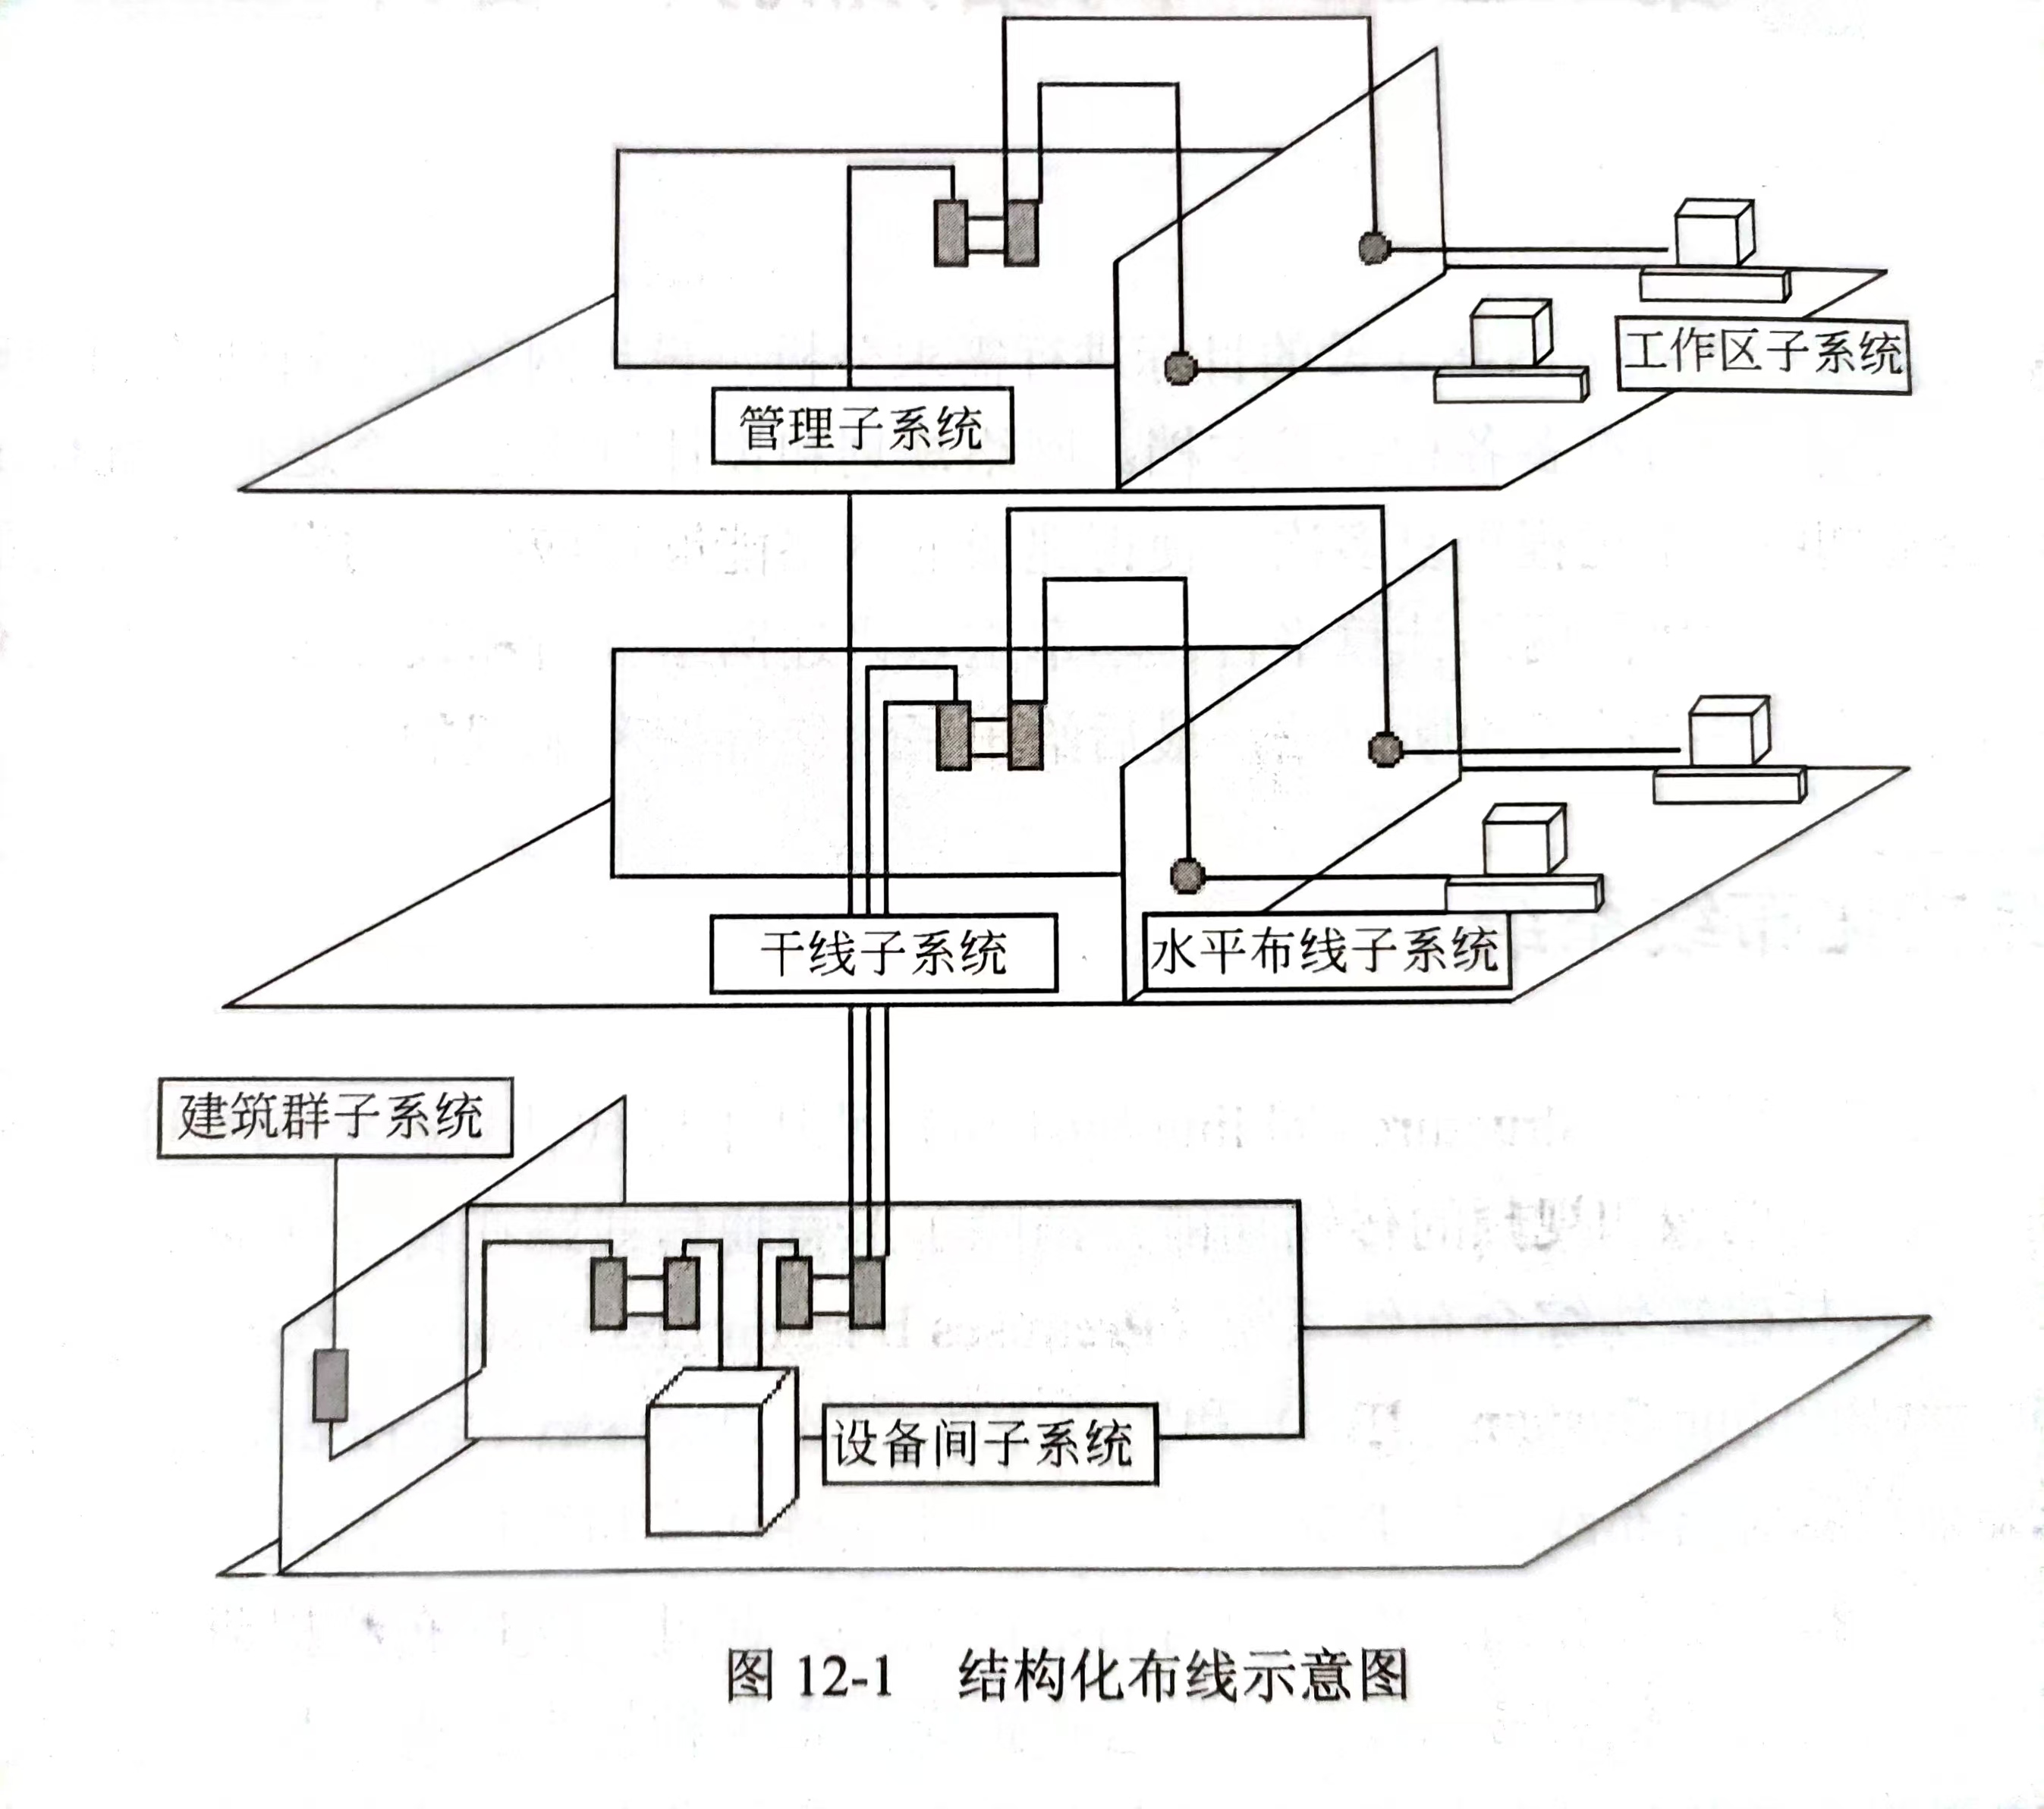 工作区子系统
管理子系统
干线子系统
水平布线子系统
建筑群子系统
设备间子系统
图 12-1 结构化布线示意图